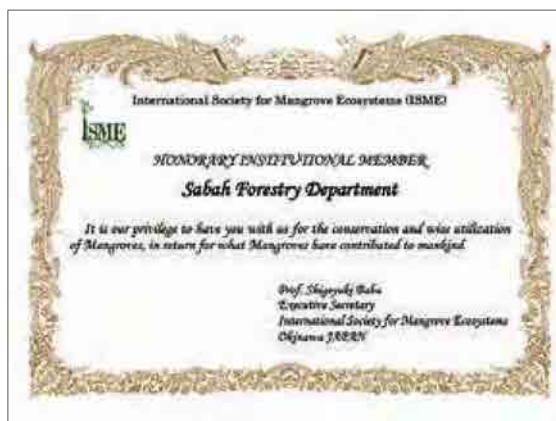 International Society for Mangrove Ecosystems (ISME)
ISME
HONORARY INSTITUTIONAL MEMBER
Sabah Forestry Department
It is our privilege to have you with us for the conservation and wise utilization
of Mangroves, in return for what Mangroves have contributed to mankind.
Prof. Shigeyuki Baba
Executive Secretary
International Society for Mangrove Ecosystems
Okinawa JAPAN